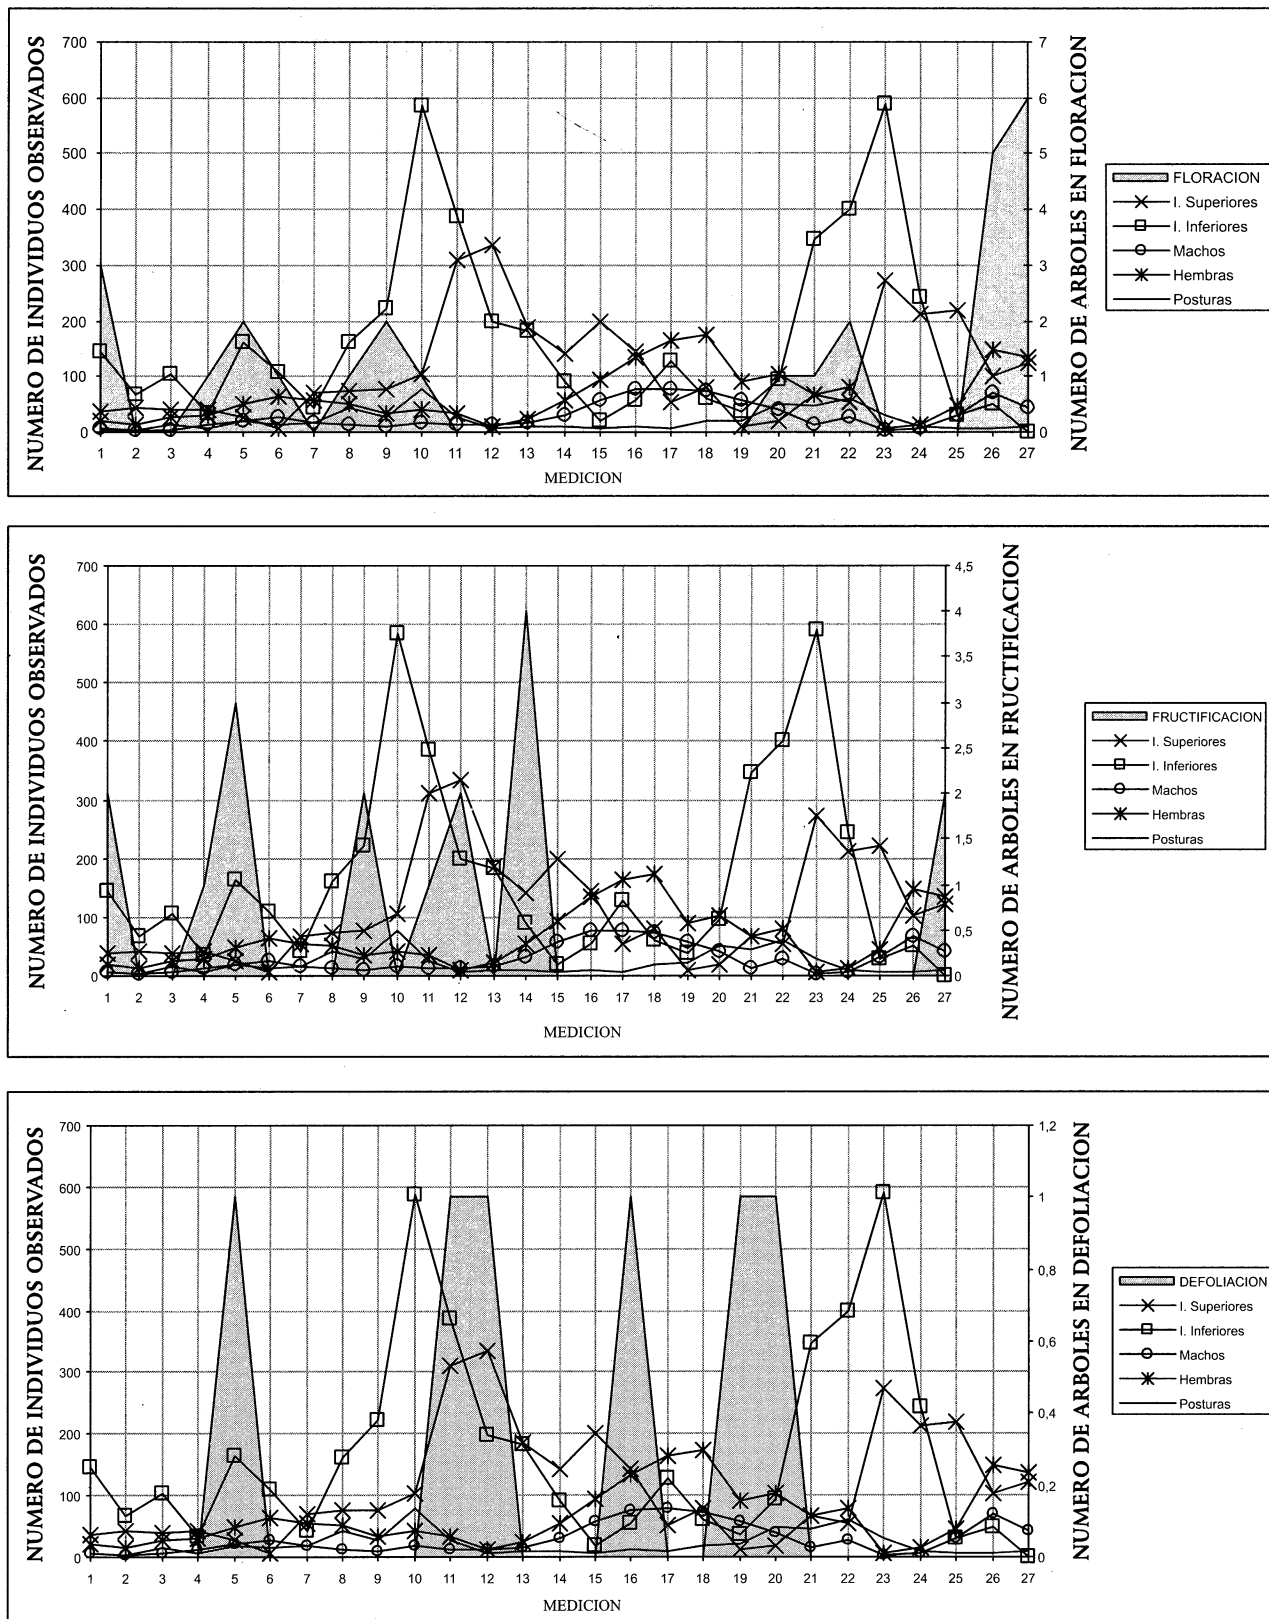 NUMERO DE INDIVIDUOS OBSERVADOS
700
600
500
400
300
200
100
0
1 2 3 4 5 6 7 8 9 10 11 12 13 14 15 16 17 18 19 20 21 22 23 24 25 26 27
MEDICION
7
6
5
4
3
2
1
0
NUMERO DE ARBOLES EN FLORACION
FLORACION
I. Superiores
I. Inferiores
Machos
Hembras
Posturas
NUMERO DE INDIVIDUOS OBSERVADOS
700
600
500
400
300
200
100
0
1 2 3 4 5 6 7 8 9 10 11 12 13 14 15 16 17 18 19 20 21 22 23 24 25 26 27
MEDICION
4,5
4
3,5
3
2,5
2
1,5
1
0,5
0
NUMERO DE ARBOLES EN FRUCTIFICACION
FRUCTIFICACION
I. Superiores
I. Inferiores
Machos
Hembras
Posturas
NUMERO DE INDIVIDUOS OBSERVADOS
700
600
500
400
300
200
100
0
1 2 3 4 5 6 7 8 9 10 11 12 13 14 15 16 17 18 19 20 21 22 23 24 25 26 27
MEDICION
1,2
1
0,8
0,6
0,4
0,2
0
NUMERO DE ARBOLES EN DEFOLIACION
DEFOLIACION
I. Superiores
I. Inferiores
Machos
Hembras
Posturas